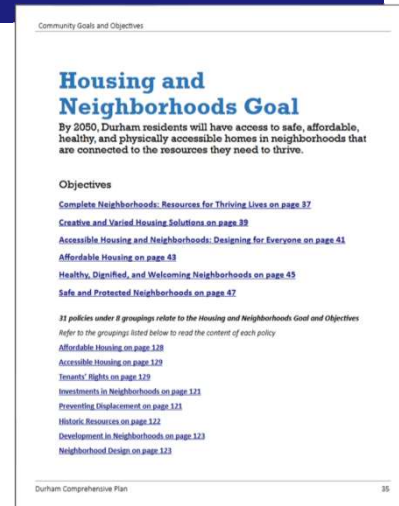 Community Goals and Objectives
Housing and
Neighborhoods Goal
By 2050, Durham residents will have access to safe, affordable,
healthy, and physically accessible homes in neighborhoods that
are connected to the resources they need to thrive.
Objectives
Complete Neighborhoods: Resources for Thriving Lives on page 37
Creative and Varied Housing Solutions on page 39
Accessible Housing and Neighborhoods: Designing for Everyone on page 41
Affordable Housing on page 43
Healthy, Dignified, and Welcoming Neighborhoods on page 45
Safe and Protected Neighborhoods on page 47
31 policies under 8 groupings relate to the Housing and Neighborhoods Goal and Objectives
Refer to the groupings listed below to read the content of each policy
Affordable Housing on page 128
Accessible Housing on page 129
Tenants' Rights on page 129
Investments in Neighborhoods on page 121
Preventing Displacement on page 121
Historic Resources on page 122
Development in Neighborhoods on page 123
Neighborhood Design on page 123
Durham Comprehensive Plan 35